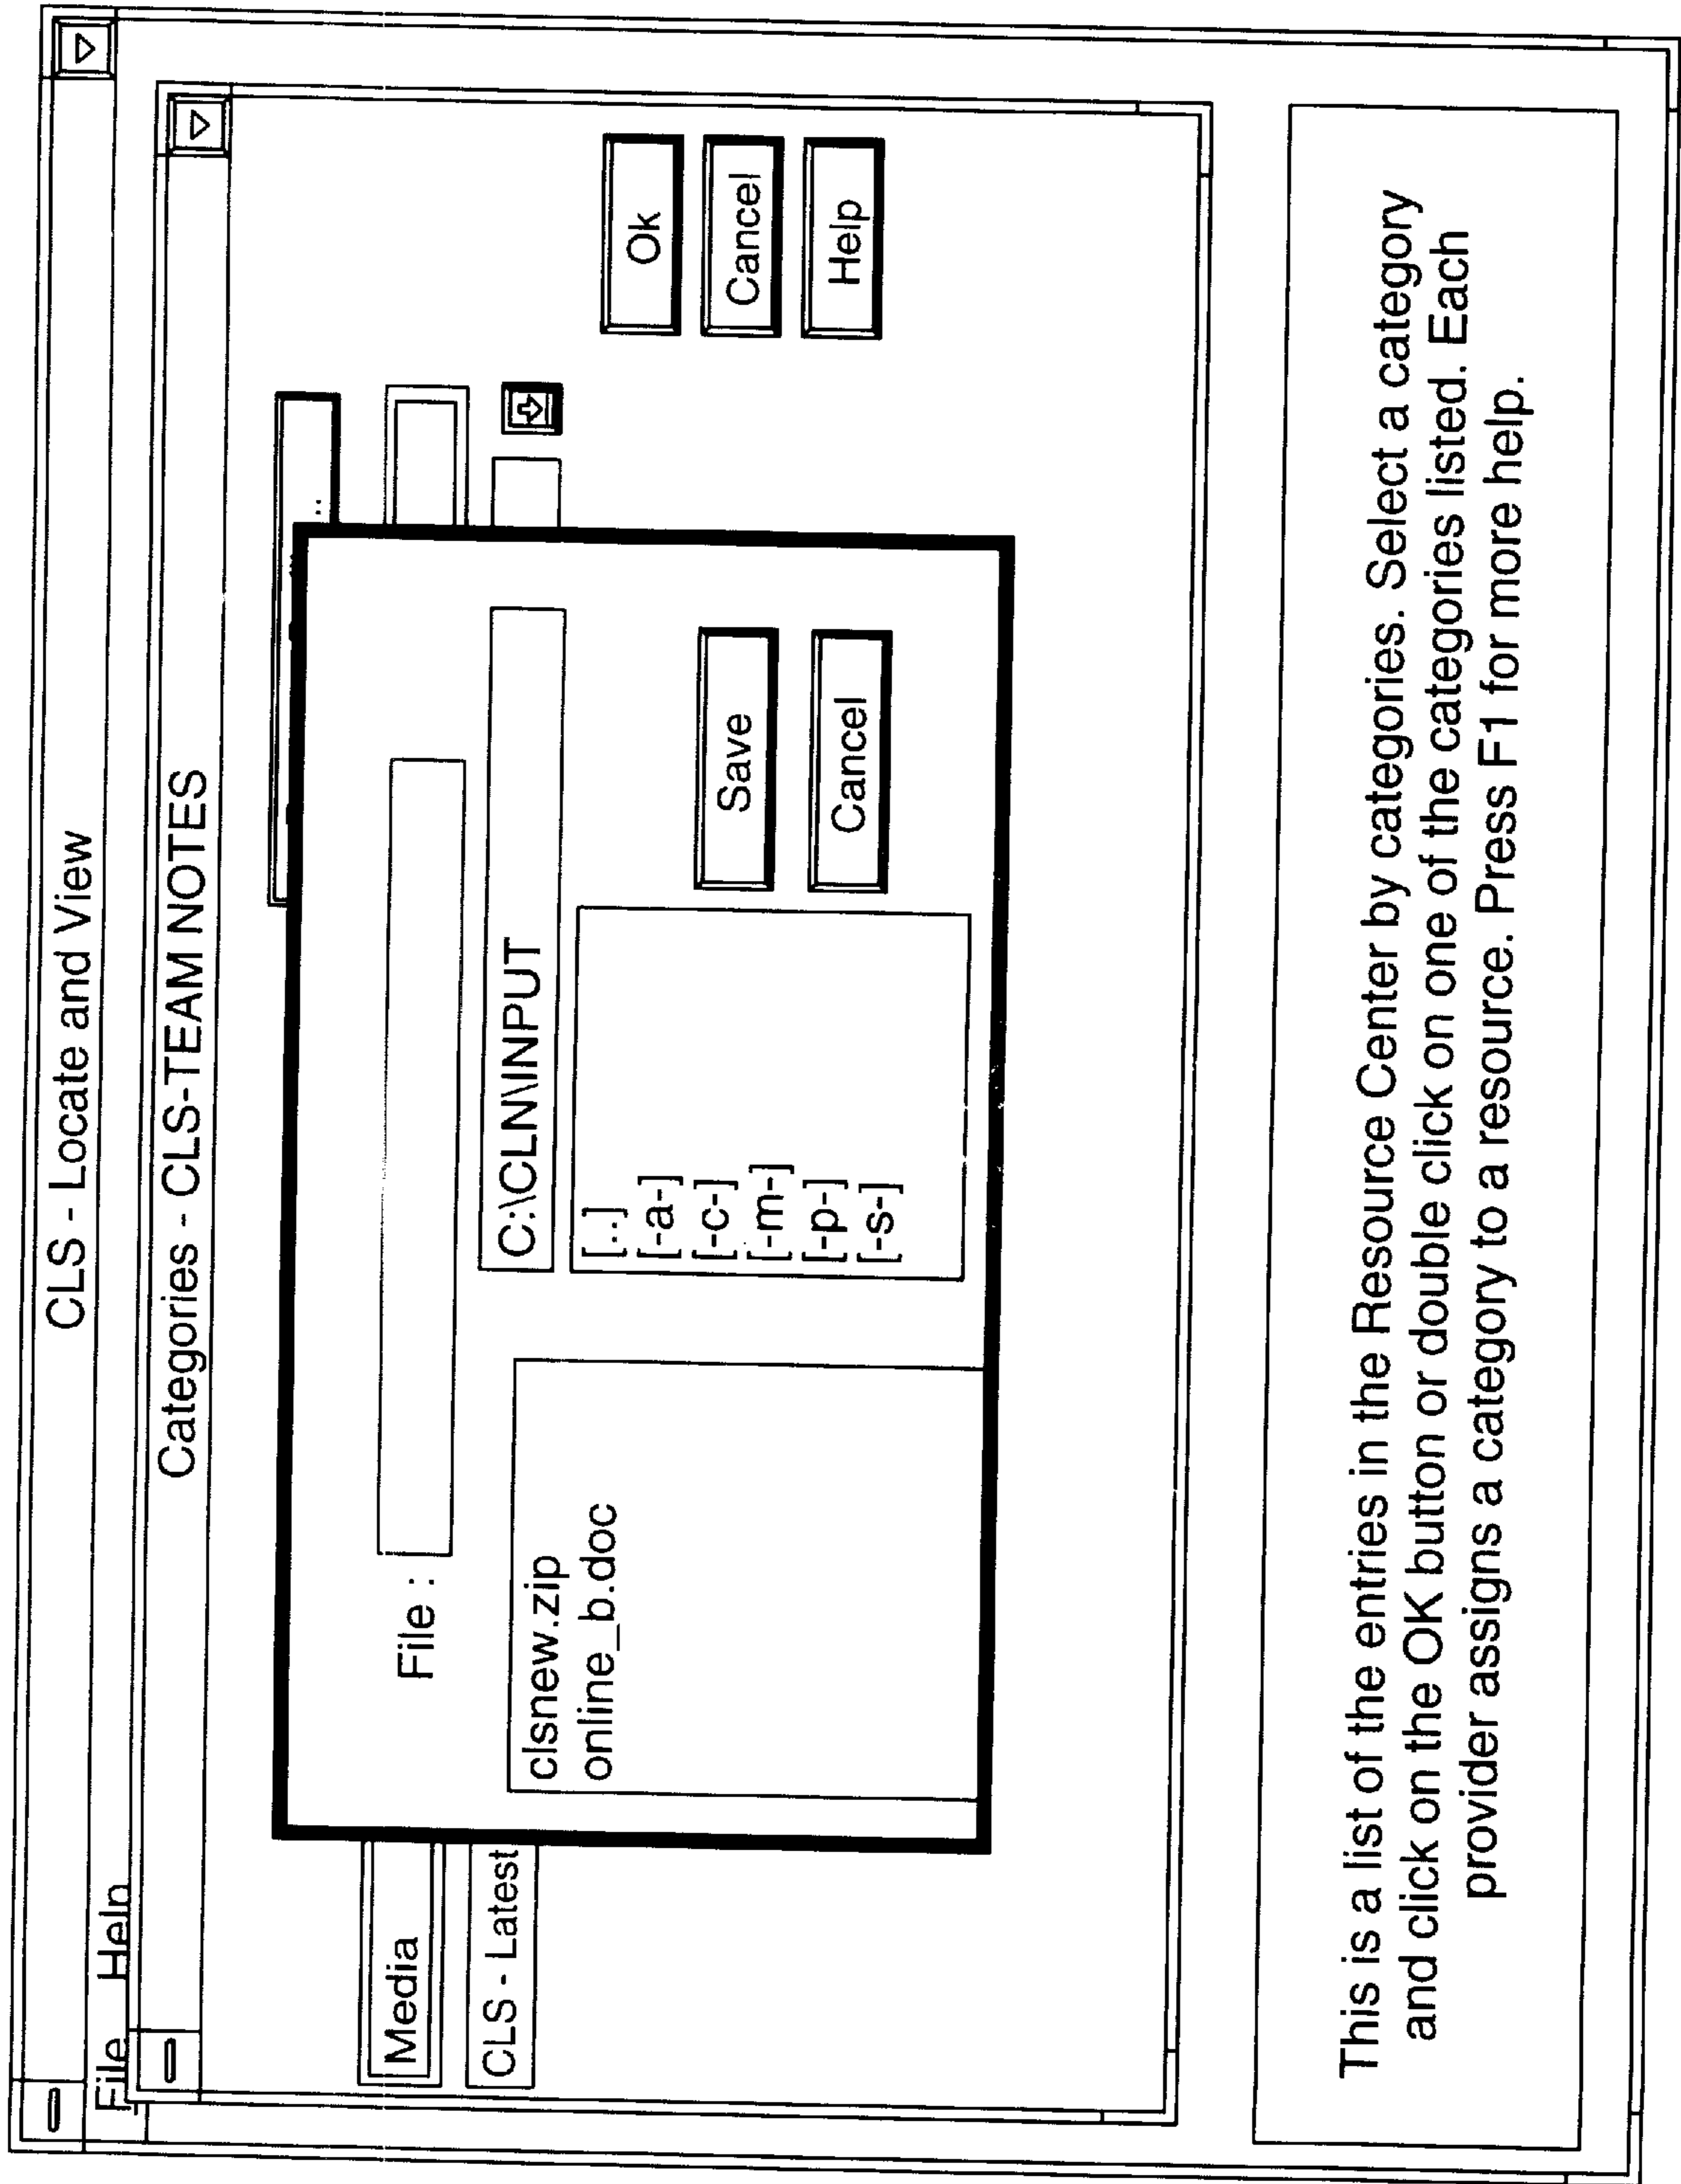 CLS - Locate and View
File Help
Categories - CLS-TEAM NOTES
Media
CLS - Latest
File :
C:\CLN\INPUT
clsnew.zip
online_b.doc
[..]
[-a-]
[-c-]
[-m-]
[-p-]
[-s-]
Save
Cancel
Ok
Cancel
Help
This is a list of the entries in the Resource Center by categories. Select a category
and click on the OK button or double click on one of the categories listed. Each
provider assigns a category to a resource. Press F1 for more help.